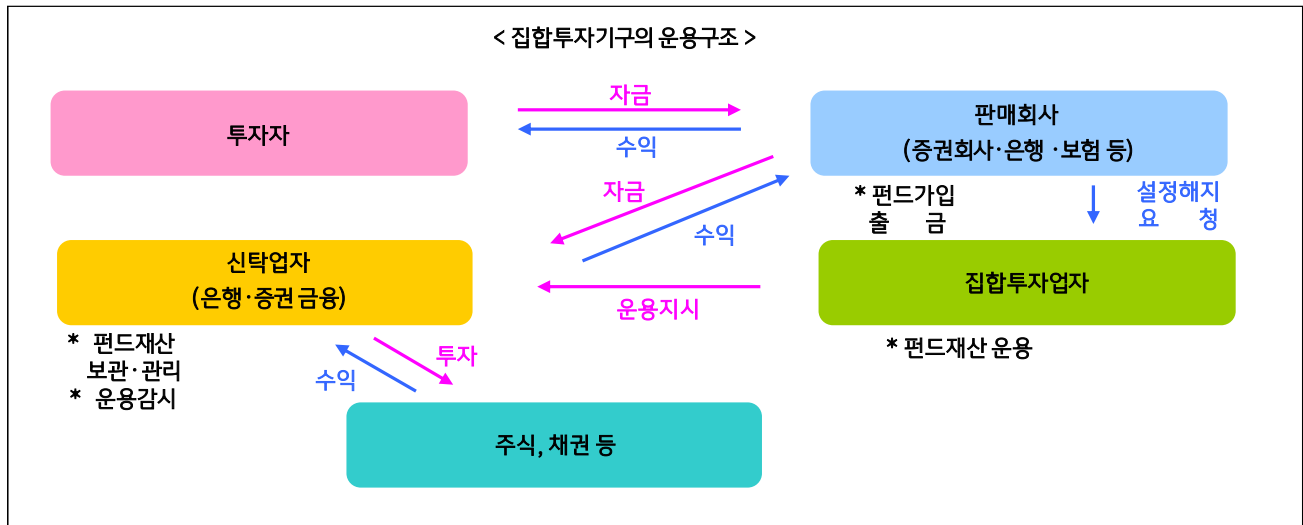 < 집합투자기구의 운용구조 >
투자자
자금
수익
판매회사
(증권회사·은행 ·보험 등)
자금
수익
* 펀드가입
출 금
설정해지
요 청
신탁업자
(은행·증권 금융)
운용지시
집합투자업자
* 펀드재산
보관·관리
* 운용감시
투자
수익
* 펀드재산 운용
주식, 채권 등